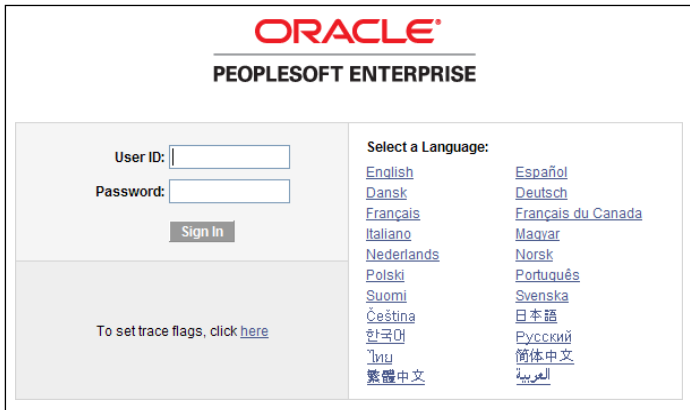 ORACLE
PEOPLESOFT ENTERPRISE
User ID:
Password:
Sign In
To set trace flags, click here
Select a Language:
English Español
Dansk Deutsch
Français Français du Canada
Italiano Magyar
Nederlands Norsk
Polski Português
Suomi Svenska
Čeština 日本語
한국어 Русский
ไทย 简体中文
繁體中文 العربية